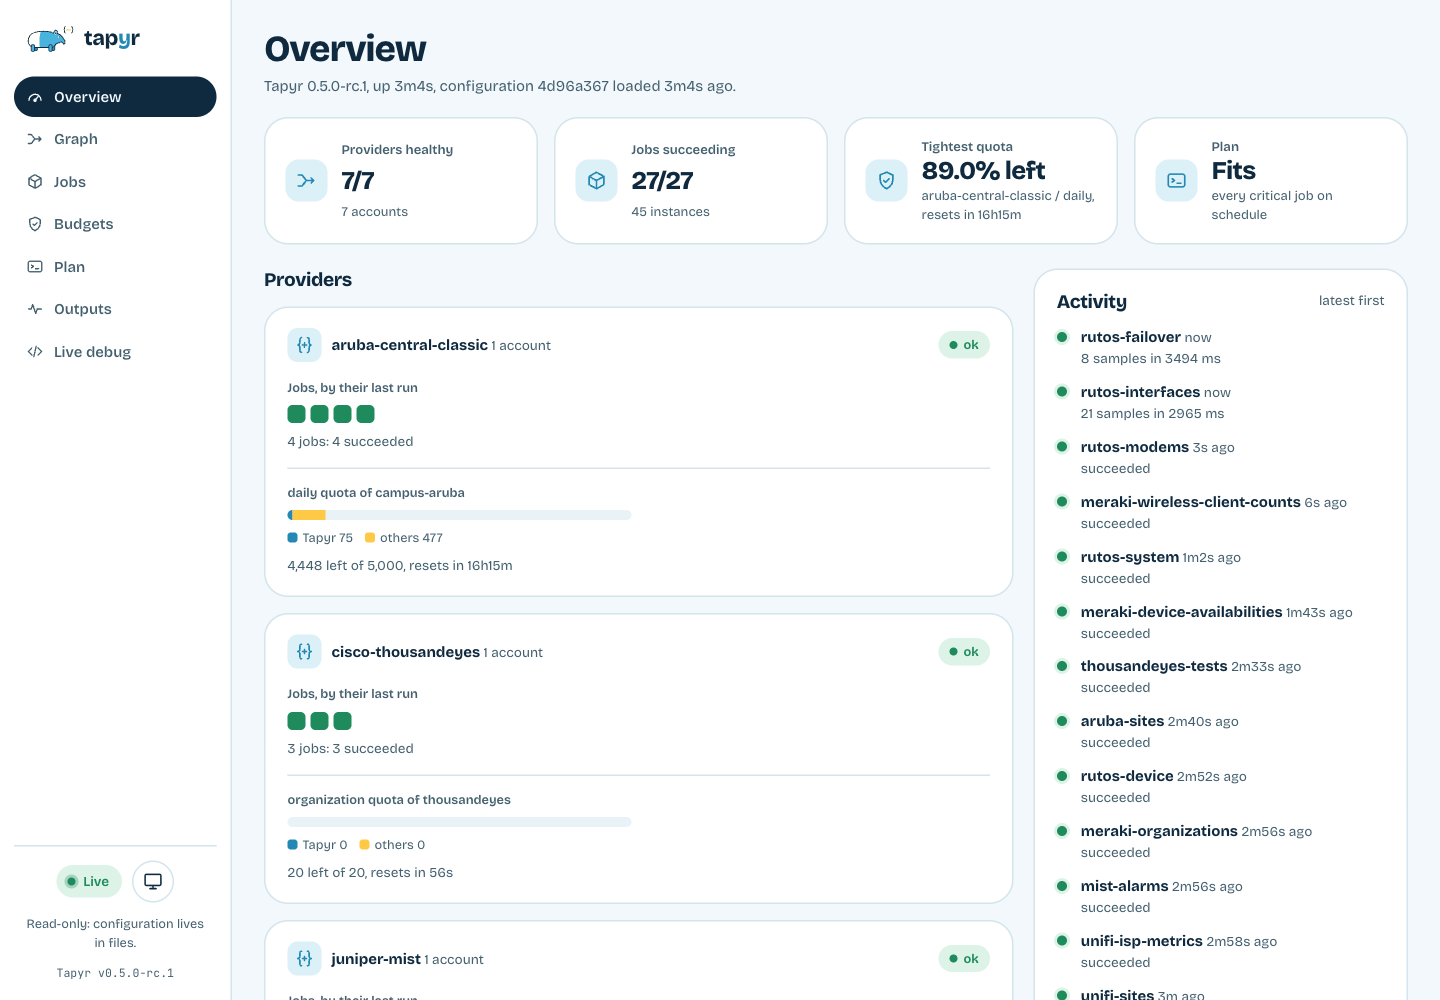 tapyr
Overview
Graph
Jobs
Budgets
Plan
Outputs
Live debug
Live
Read-only: configuration lives
in files.
Tapyr v0.5.0-rc.1
Overview
Tapyr 0.5.0-rc.1, up 3m4s, configuration 4d96a367 loaded 3m4s ago.
Providers healthy
7/7
7 accounts
Jobs succeeding
27/27
45 instances
Tightest quota
89.0% left
aruba-central-classic / daily,
resets in 16h15m
Plan
Fits
every critical job on
schedule
Providers
aruba-central-classic 1 account
ok
Jobs, by their last run
4 jobs: 4 succeeded
daily quota of campus-aruba
Tapyr 75 others 477
4,448 left of 5,000, resets in 16h15m
cisco-thousandeyes 1 account
ok
Jobs, by their last run
3 jobs: 3 succeeded
organization quota of thousandeyes
Tapyr 0 others 0
20 left of 20, resets in 56s
juniper-mist 1 account
ok
Jobs, by their last run
Activity
latest first
rutos-failover now
8 samples in 3494 ms
rutos-interfaces now
21 samples in 2965 ms
rutos-modems 3s ago
succeeded
meraki-wireless-client-counts 6s ago
succeeded
rutos-system 1m2s ago
succeeded
meraki-device-availabilities 1m43s ago
succeeded
thousandeyes-tests 2m33s ago
succeeded
aruba-sites 2m40s ago
succeeded
rutos-device 2m52s ago
succeeded
meraki-organizations 2m56s ago
succeeded
mist-alarms 2m56s ago
succeeded
unifi-isp-metrics 2m58s ago
succeeded
unifi-sites 3m ago